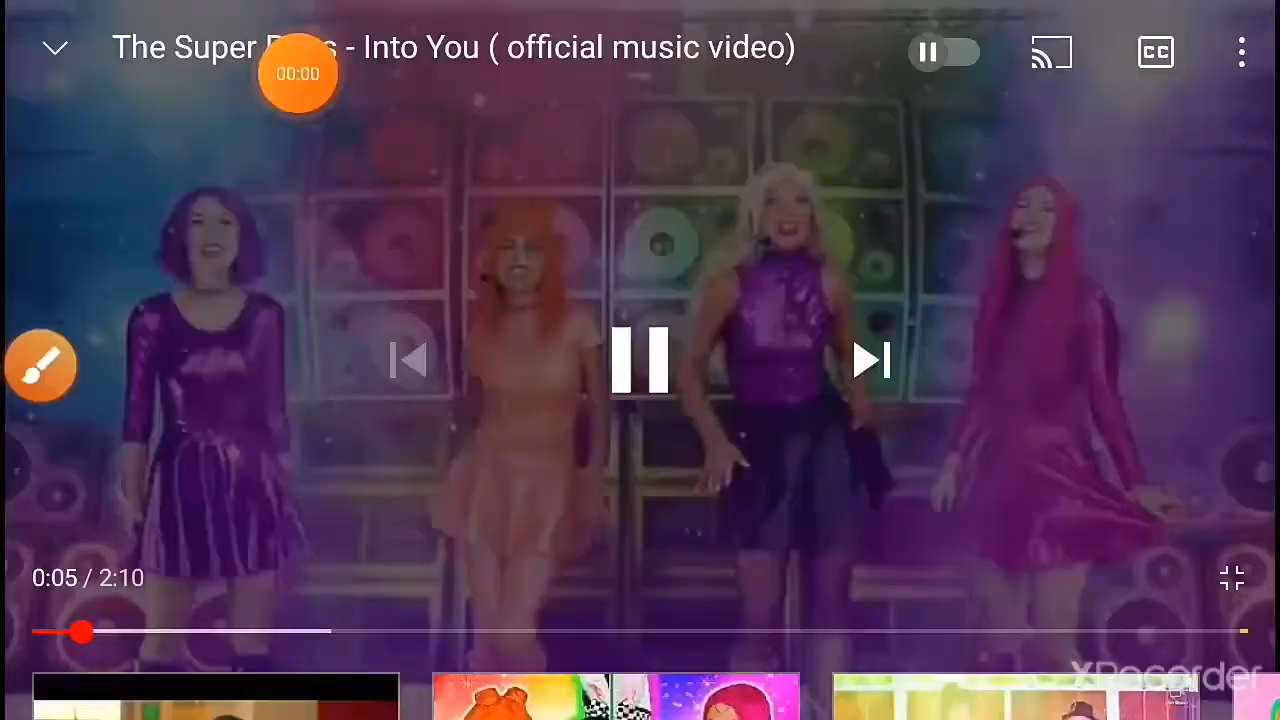 The Super - Into You ( official music video)
00:00
CC
0:05 / 2:10
XRecorder